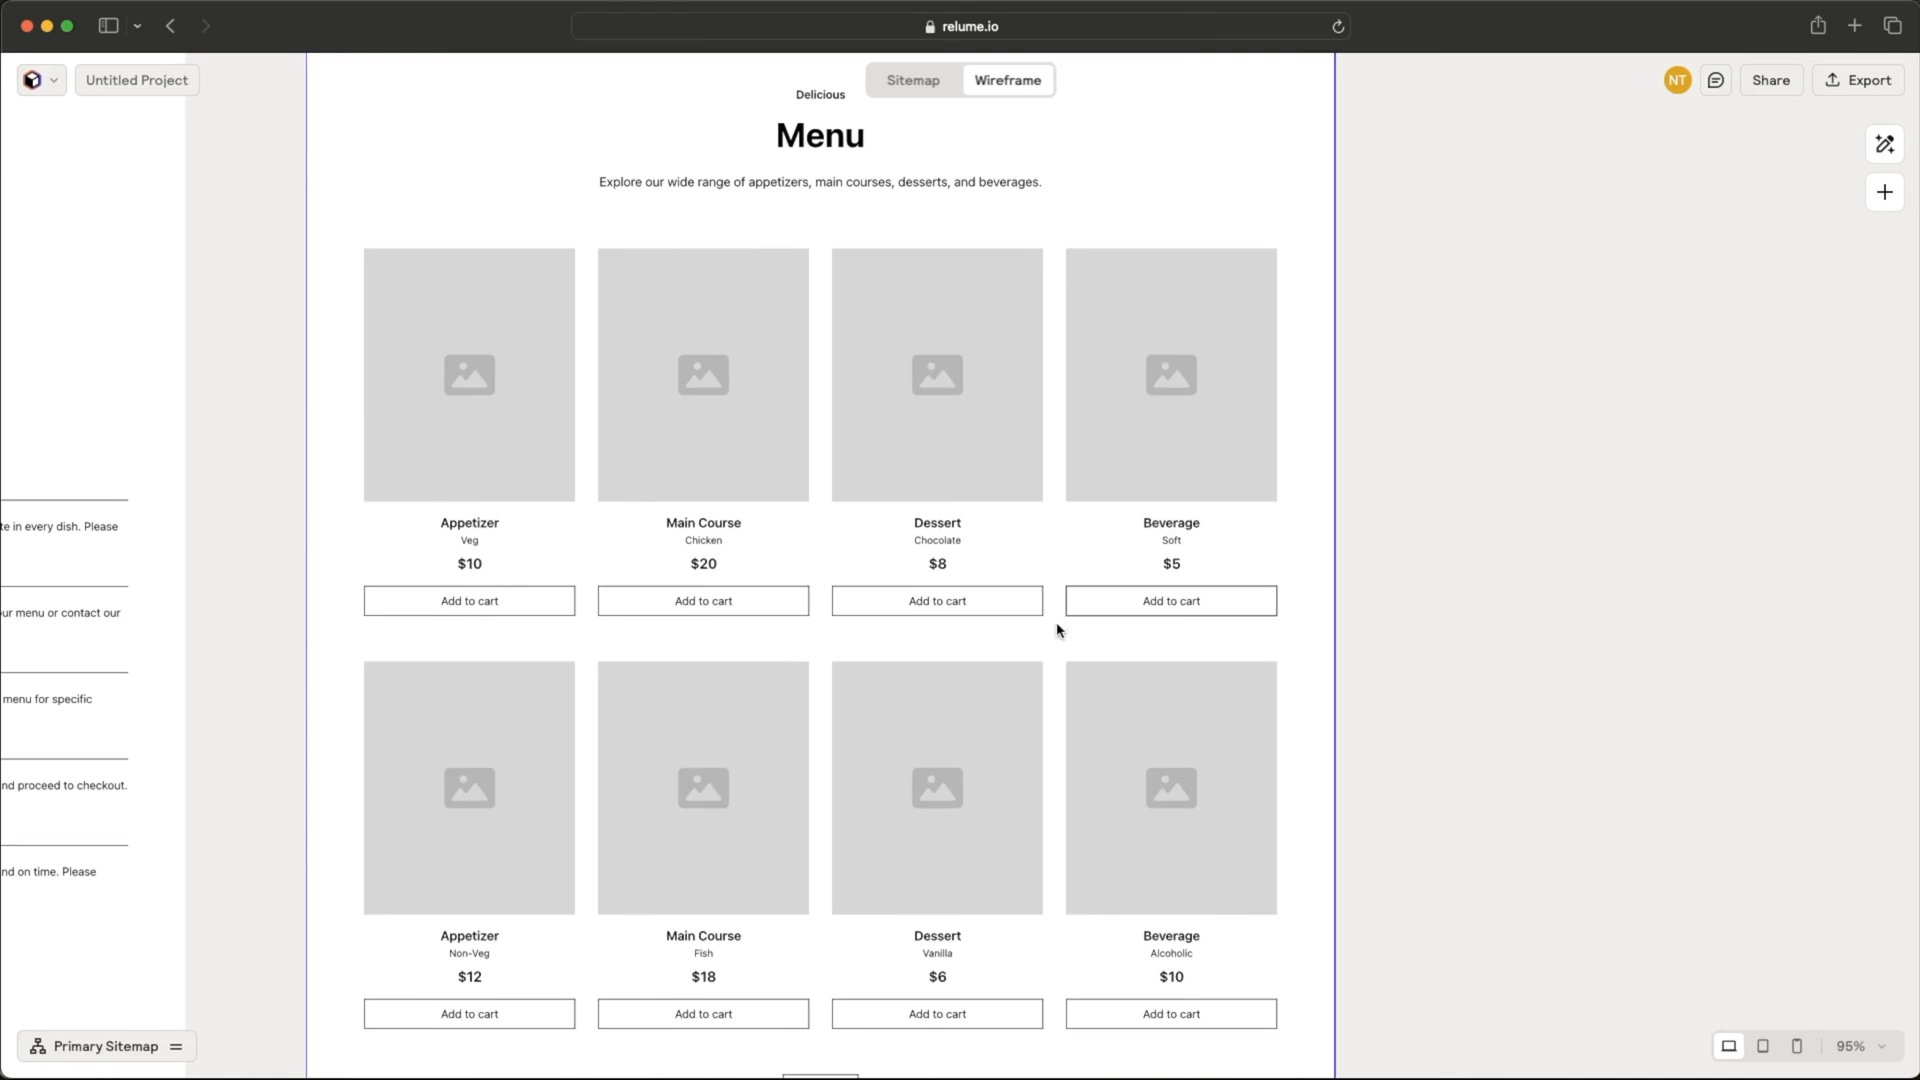 relume.io
Untitled Project
Sitemap
Wireframe
NT
Share
Export
Delicious
Menu
Explore our wide range of appetizers, main courses, desserts, and beverages.
te in every dish. Please
ur menu or contact our
menu for specific
nd proceed to checkout.
nd on time. Please
Appetizer
Veg
$10
Add to cart
Main Course
Chicken
$20
Add to cart
Dessert
Chocolate
$8
Add to cart
Beverage
Soft
$5
Add to cart
Appetizer
Non-Veg
$12
Add to cart
Main Course
Fish
$18
Add to cart
Dessert
Vanilla
$6
Add to cart
Beverage
Alcoholic
$10
Add to cart
Primary Sitemap
95%